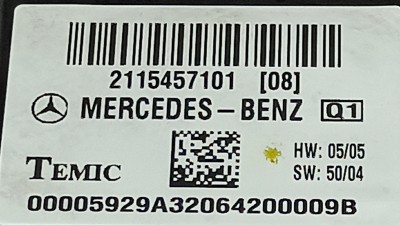 2115457101 [08]
MERCEDES-BENZ Q1
TEMIC HW: 05/05
SW: 50/04
00005929A32064200009B